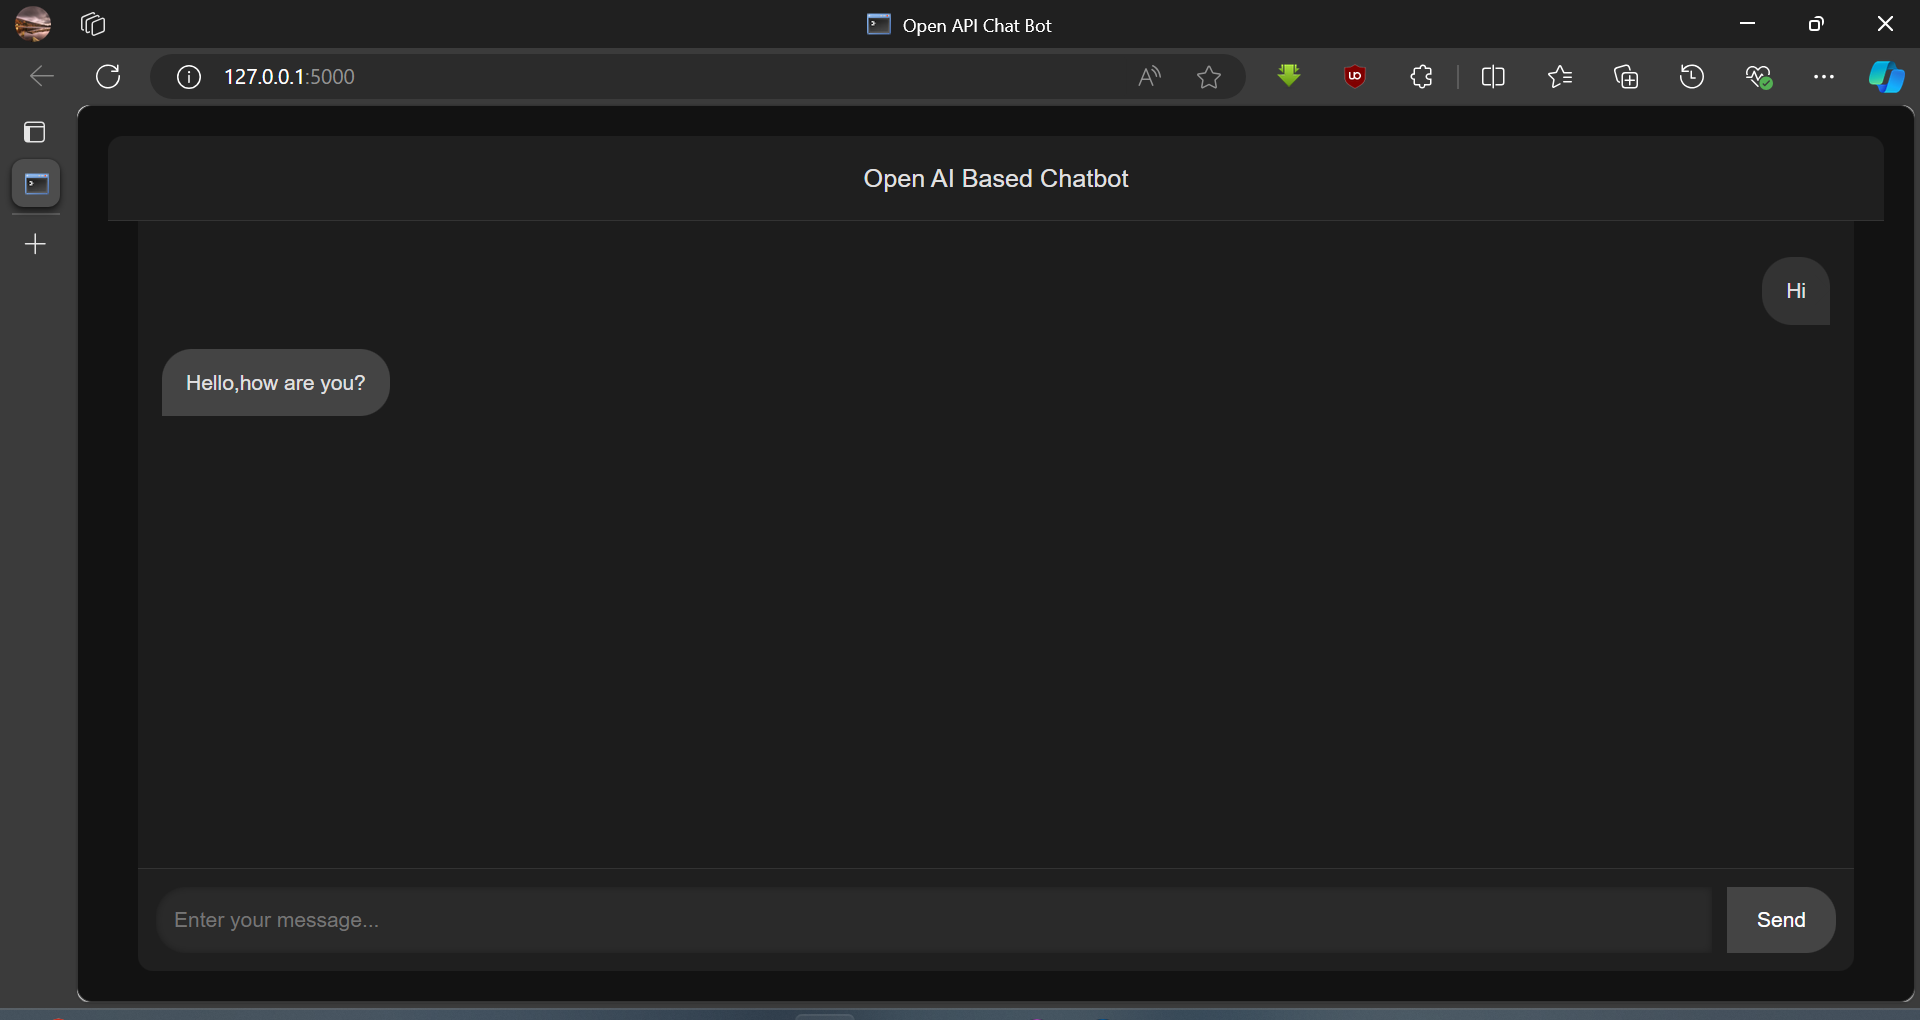 Open API Chat Bot
127.0.0.1:5000
Open AI Based Chatbot
Hi
Hello,how are you?
Enter your message...
Send